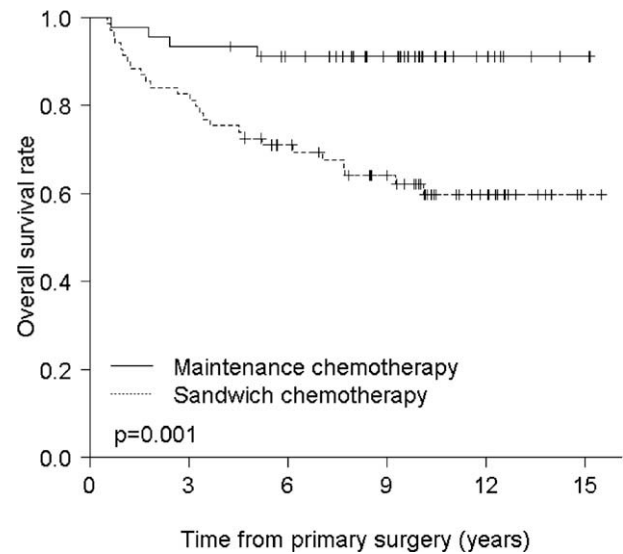 1.0
0.8
0.6
0.4
0.2
0.0
Overall survival rate
Maintenance chemotherapy
Sandwich chemotherapy
p=0.001
0 3 6 9 12 15
Time from primary surgery (years)